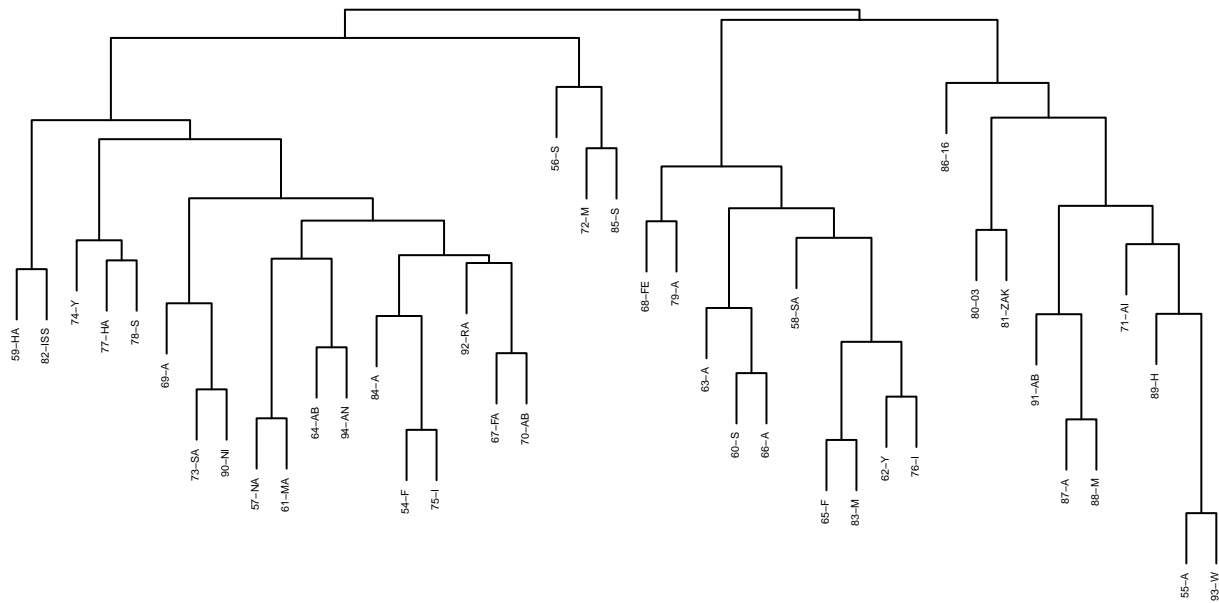 59–HA
82–ISS
74–Y
77–HA
78–S
69–A
73–SA
90–NI
57–NA
61–MA
64–AB
94–AN
84–A
54–F
75–I
92–RA
67–FA
70–AB
56–S
72–M
85–S
68–FE
79–A
63–A
60–S
66–A
58–SA
65–F
83–M
62–Y
76–I
86–16
80–03
81–ZAK
91–AB
87–A
88–M
71–AI
89–H
55–A
93–W